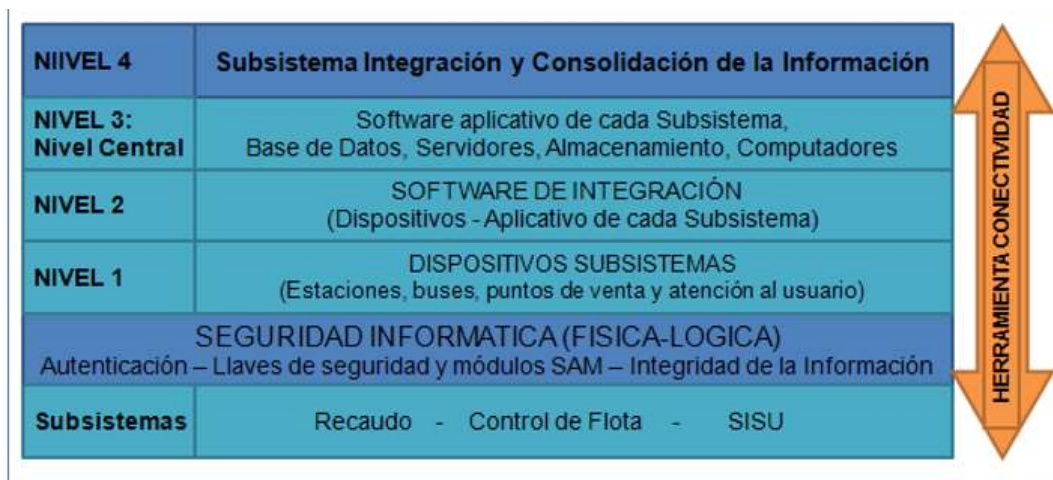 NIIVEL 4
Subsistema Integración y Consolidación de la Información
NIVEL 3:
Nivel Central
Software aplicativo de cada Subsistema,
Base de Datos, Servidores, Almacenamiento, Computadores
NIVEL 2
SOFTWARE DE INTEGRACIÓN
(Dispositivos - Aplicativo de cada Subsistema)
NIVEL 1
DISPOSITIVOS SUBSISTEMAS
(Estaciones, buses, puntos de venta y atención al usuario)
SEGURIDAD INFORMATICA (FISICA-LOGICA)
Autenticación – Llaves de seguridad y módulos SAM – Integridad de la Información
Subsistemas
Recaudo - Control de Flota - SISU
HERRAMIENTA CONECTIVIDAD